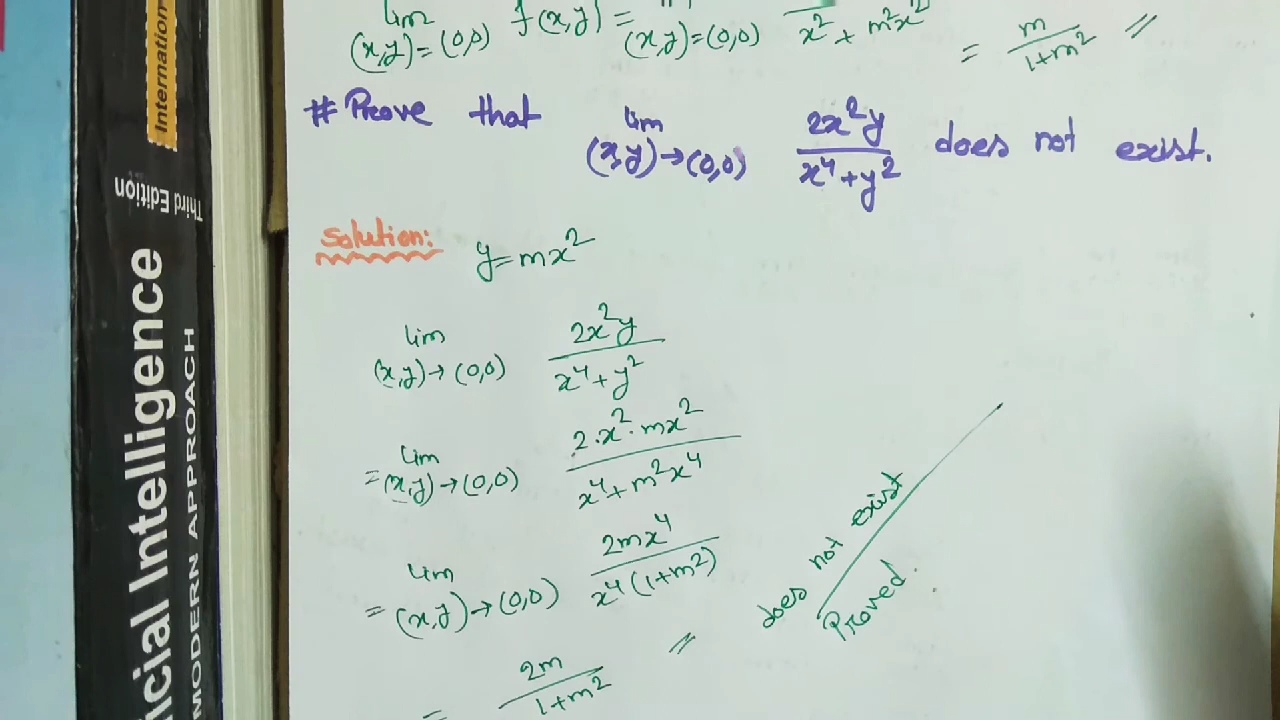 lim (x,y)=(0,0) f(x,y) = (x,y)=(0,0) x²+m²x² = m/1+m² //
# Prove that lim (x,y)→(0,0) 2x²y/x⁴+y² does not exist.
Solution: y=mx²
lim (x,y)→(0,0) 2x²y/x⁴+y²
= lim (x,y)→(0,0) 2·x²·mx²/x⁴+m²x⁴
= lim (x,y)→(0,0) 2mx⁴/x⁴(1+m²)
= 2m/1+m² //
does not exist
Proved.
International
Third Edition
icial Intelligence
MODERN APPROACH